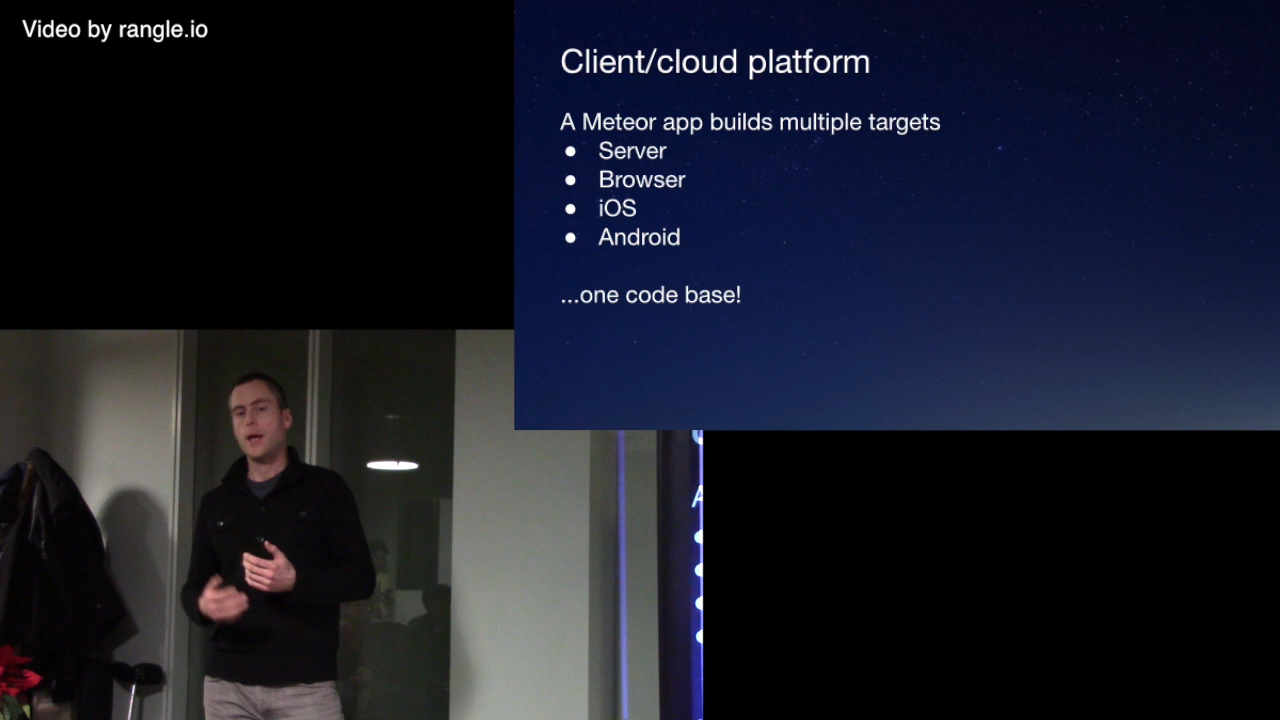 Video by rangle.io
Client/cloud platform
A Meteor app builds multiple targets
● Server
● Browser
● iOS
● Android
...one code base!